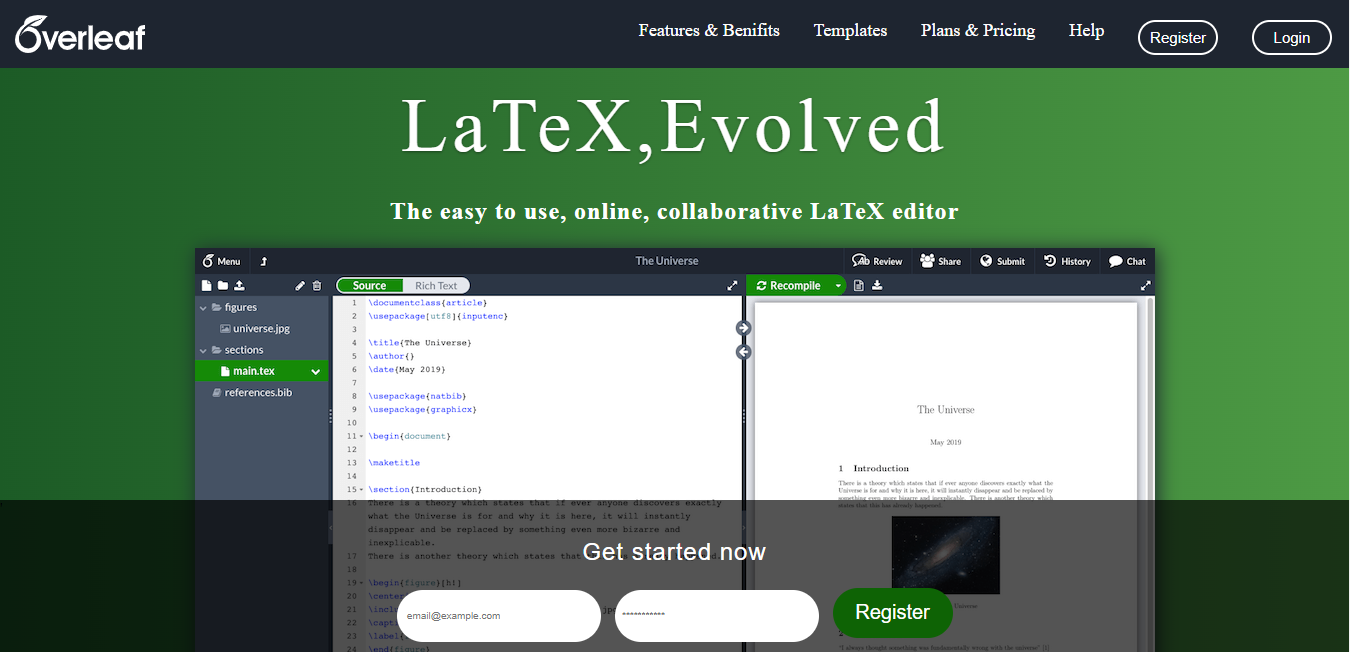 Overleaf
Features & Benifits Templates Plans & Pricing Help Register Login
LaTeX,Evolved
The easy to use, online, collaborative LaTeX editor
Menu The Universe Review Share Submit History Chat
Source Rich Text Recompile
figures
universe.jpg
sections
main.tex
references.bib
1 \documentclass{article}
2 \usepackage[utf8]{inputenc}
3
4 \title{The Universe}
5 \author{}
6 \date{May 2019}
7
8 \usepackage{natbib}
9 \usepackage{graphicx}
10
11 \begin{document}
12
13 \maketitle
14
15 \section{Introduction}
16 There is a theory which states that if ever anyone discovers exactly
what the Universe is for and why it is here, it will instantly
disappear and be replaced by something even more bizarre and
inexplicable.
17 There is another theory which states that
18
19 \begin{figure}[h!]
20
21
22
23 \label{
24 \end{figure}
The Universe
May 2019
1 Introduction
There is a theory which states that if ever anyone discovers exactly what the
Universe is for and why it is here, it will instantly disappear and be replaced by
something even more bizarre and inexplicable. There is another theory which
states that this has already happened.
Universe
"I always thought something was fundamentally wrong with the universe"
Get started now
email@example.com
***********
Register